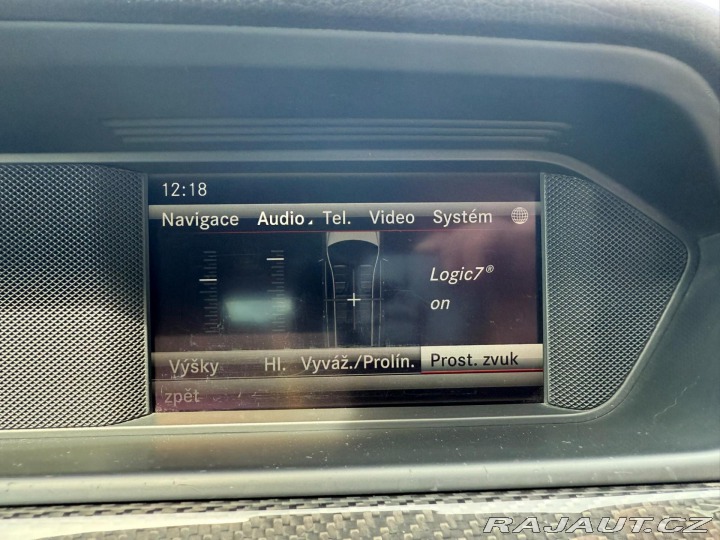 12:18
Navigace Audio Tel. Video Systém
Logic7®
on
Výšky Hl. Vyváž./Prolín. Prost. zvuk
zpět
RAJAUT.CZ